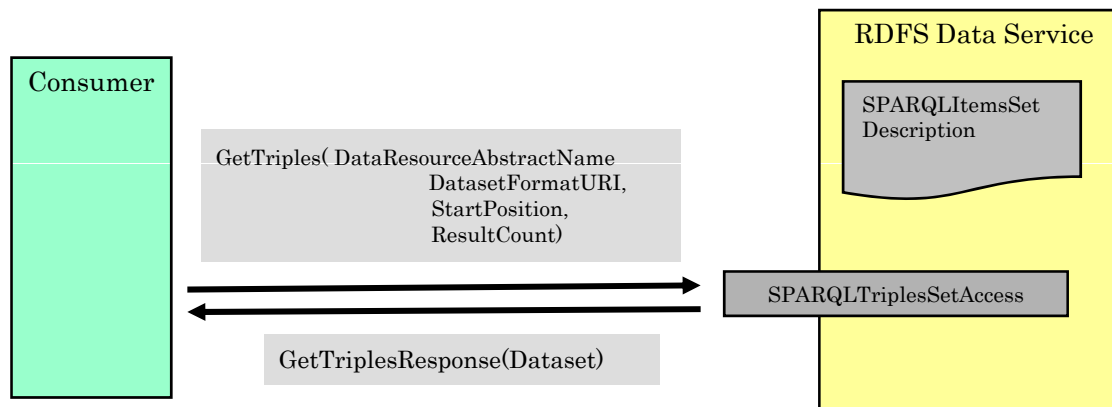 Consumer
GetTriples( DataResourceAbstractName
DatasetFormatURI,
StartPosition,
ResultCount)
GetTriplesResponse(Dataset)
RDFS Data Service
SPARQLItemsSet
Description
SPARQLTriplesSetAccess